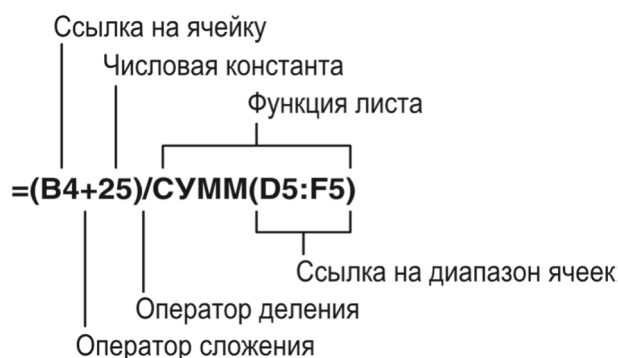 Ссылка на ячейку
Числовая константа
Функция листа
=(B4+25)/СУММ(D5:F5)
Ссылка на диапазон ячеек
Оператор деления
Оператор сложения